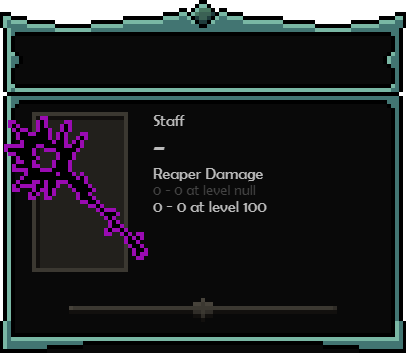 Staff
–
Reaper Damage
0 - 0 at level null
0 - 0 at level 100